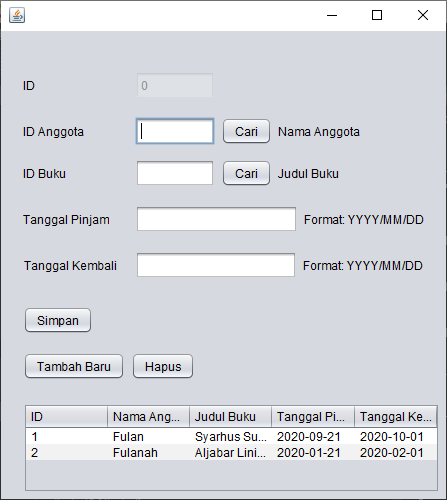 ID 0
ID Anggota Cari Nama Anggota
ID Buku Cari Judul Buku
Tanggal Pinjam Format: YYYY/MM/DD
Tanggal Kembali Format: YYYY/MM/DD
Simpan
Tambah Baru Hapus
ID Nama Ang... Judul Buku Tanggal Pi... Tanggal Ke...
1 Fulan Syarhus Su... 2020-09-21 2020-10-01
2 Fulanah Aljabar Lini... 2020-01-21 2020-02-01